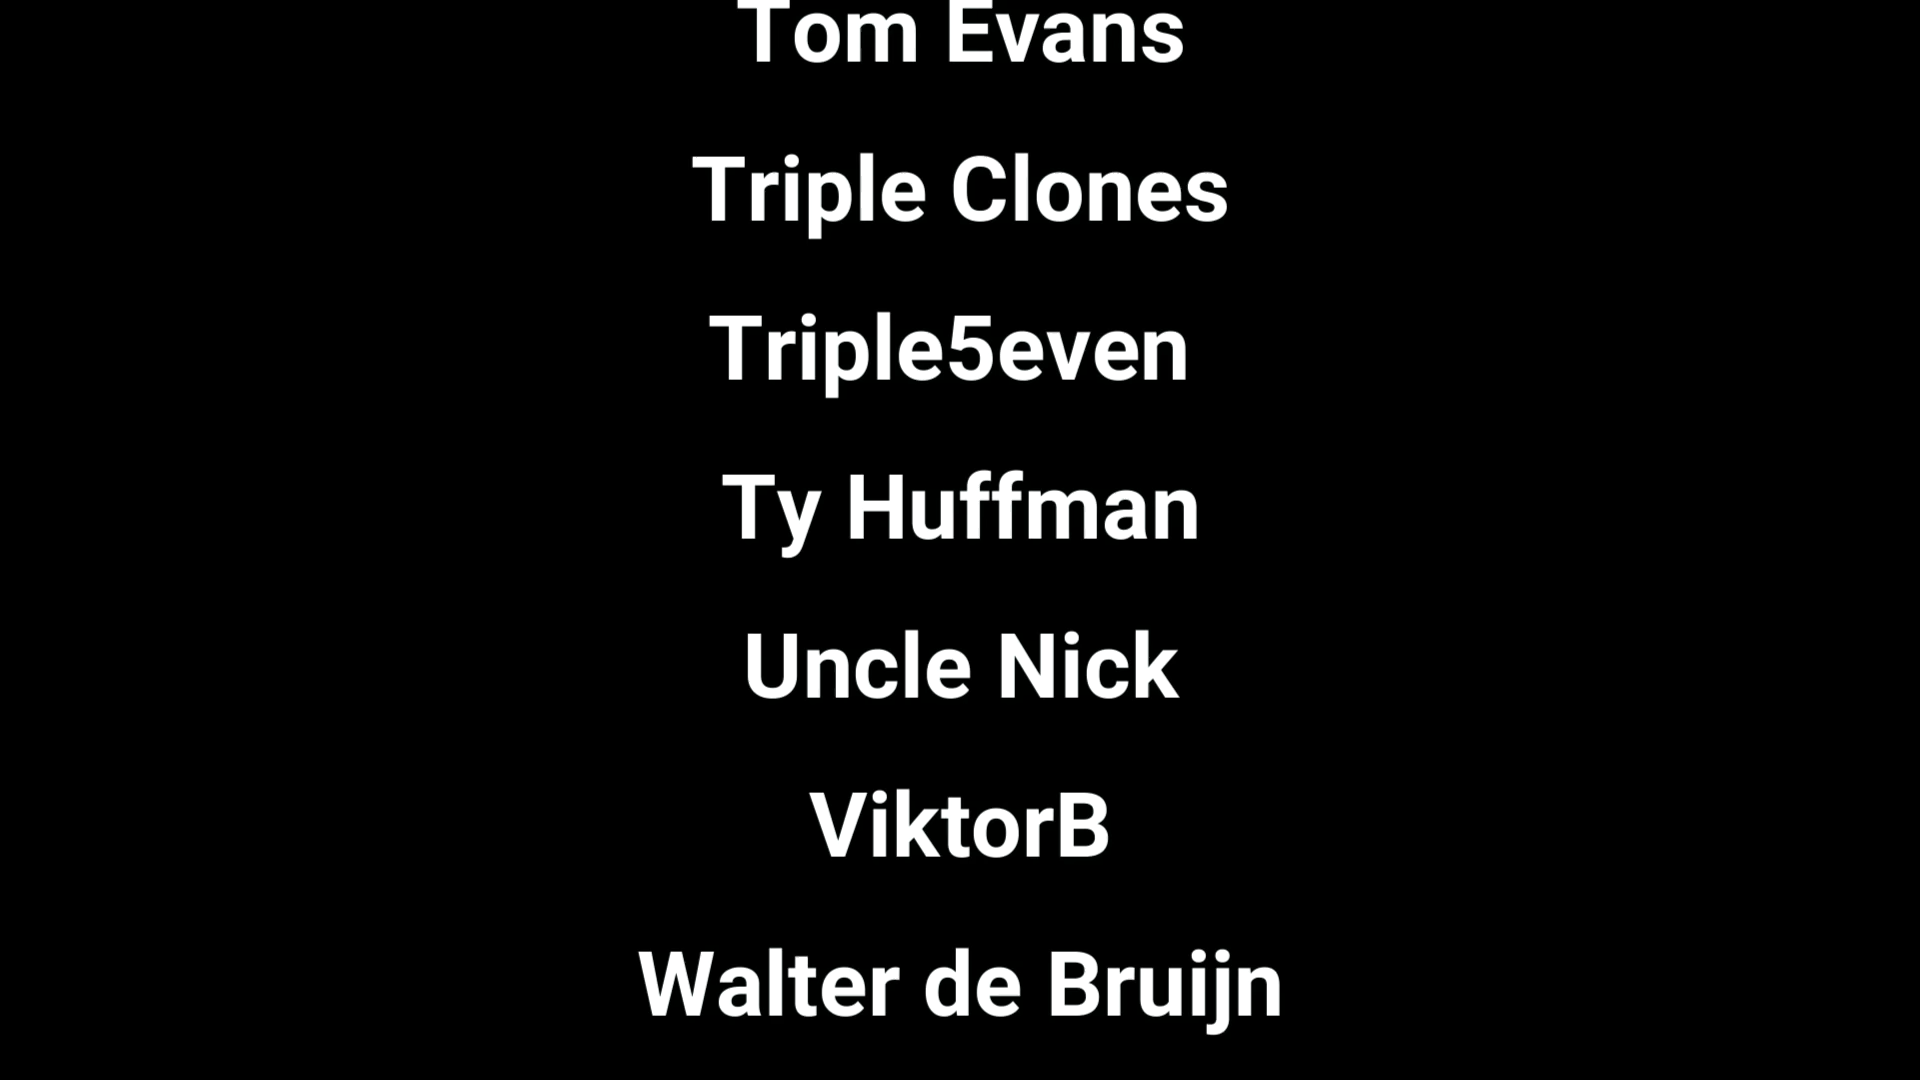 Tom Evans
Triple Clones
Triple5even
Ty Huffman
Uncle Nick
ViktorB
Walter de Bruijn